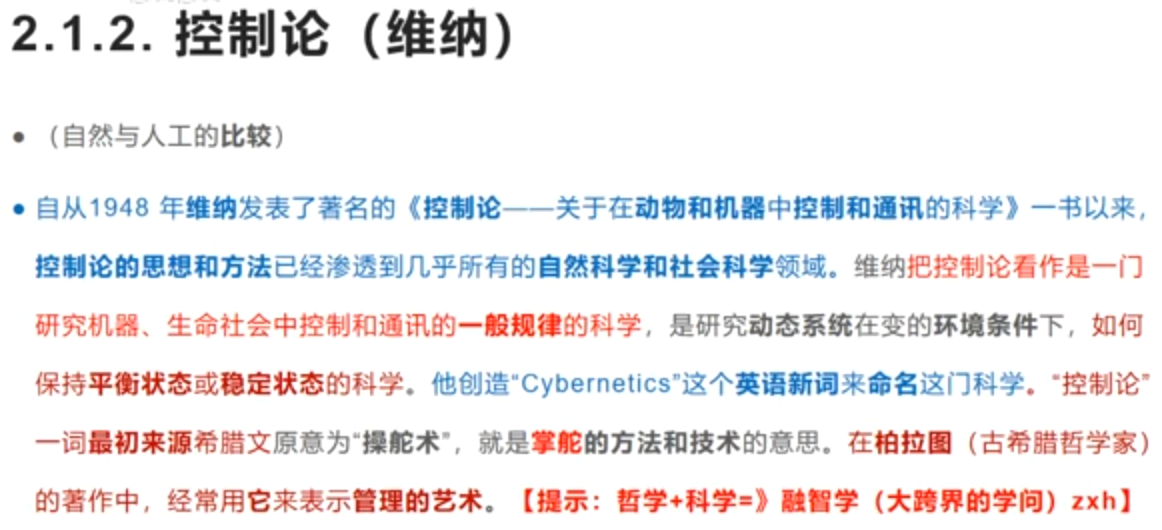 2.1.2. 控制论（维纳）
• （自然与人工的比较）
• 自从1948 年维纳发表了著名的《控制论——关于在动物和机器中控制和通讯的科学》一书以来，
控制论的思想和方法已经渗透到几乎所有的自然科学和社会科学领域。维纳把控制论看作是一门
研究机器、生命社会中控制和通讯的一般规律的科学，是研究动态系统在变的环境条件下，如何
保持平衡状态或稳定状态的科学。他创造“Cybernetics”这个英语新词来命名这门科学。“控制论”
一词最初来源希腊文原意为“操舵术”，就是掌舵的方法和技术的意思。在柏拉图（古希腊哲学家）
的著作中，经常用它来表示管理的艺术。【提示：哲学+科学=》融智学（大跨界的学问）zxh】